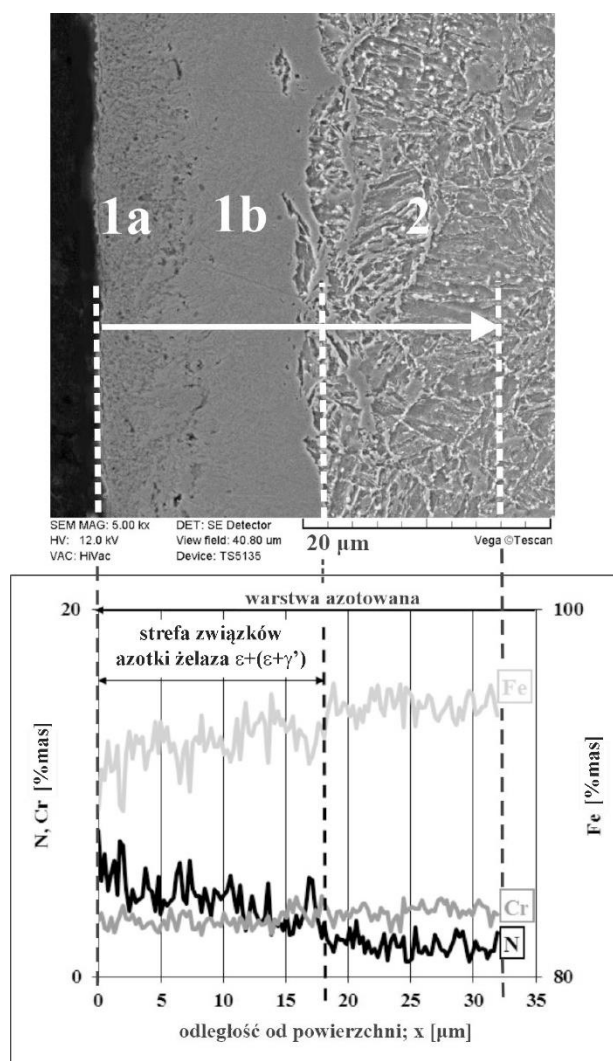 1a 1b 2
SEM MAG: 5.00 kx DET: SE Detector
HV: 12.0 kV View field: 40.80 um 20 µm Vega ©Tescan
VAC: HiVac Device: TS5135
20 100
warstwa azotowana
strefa związków
azotki żelaza ε+(ε+γ’)
Fe
N, Cr [%mas]
Fe [%mas]
Cr
N
0 80
0 5 10 15 20 25 30 35
odległość od powierzchni; x [µm]